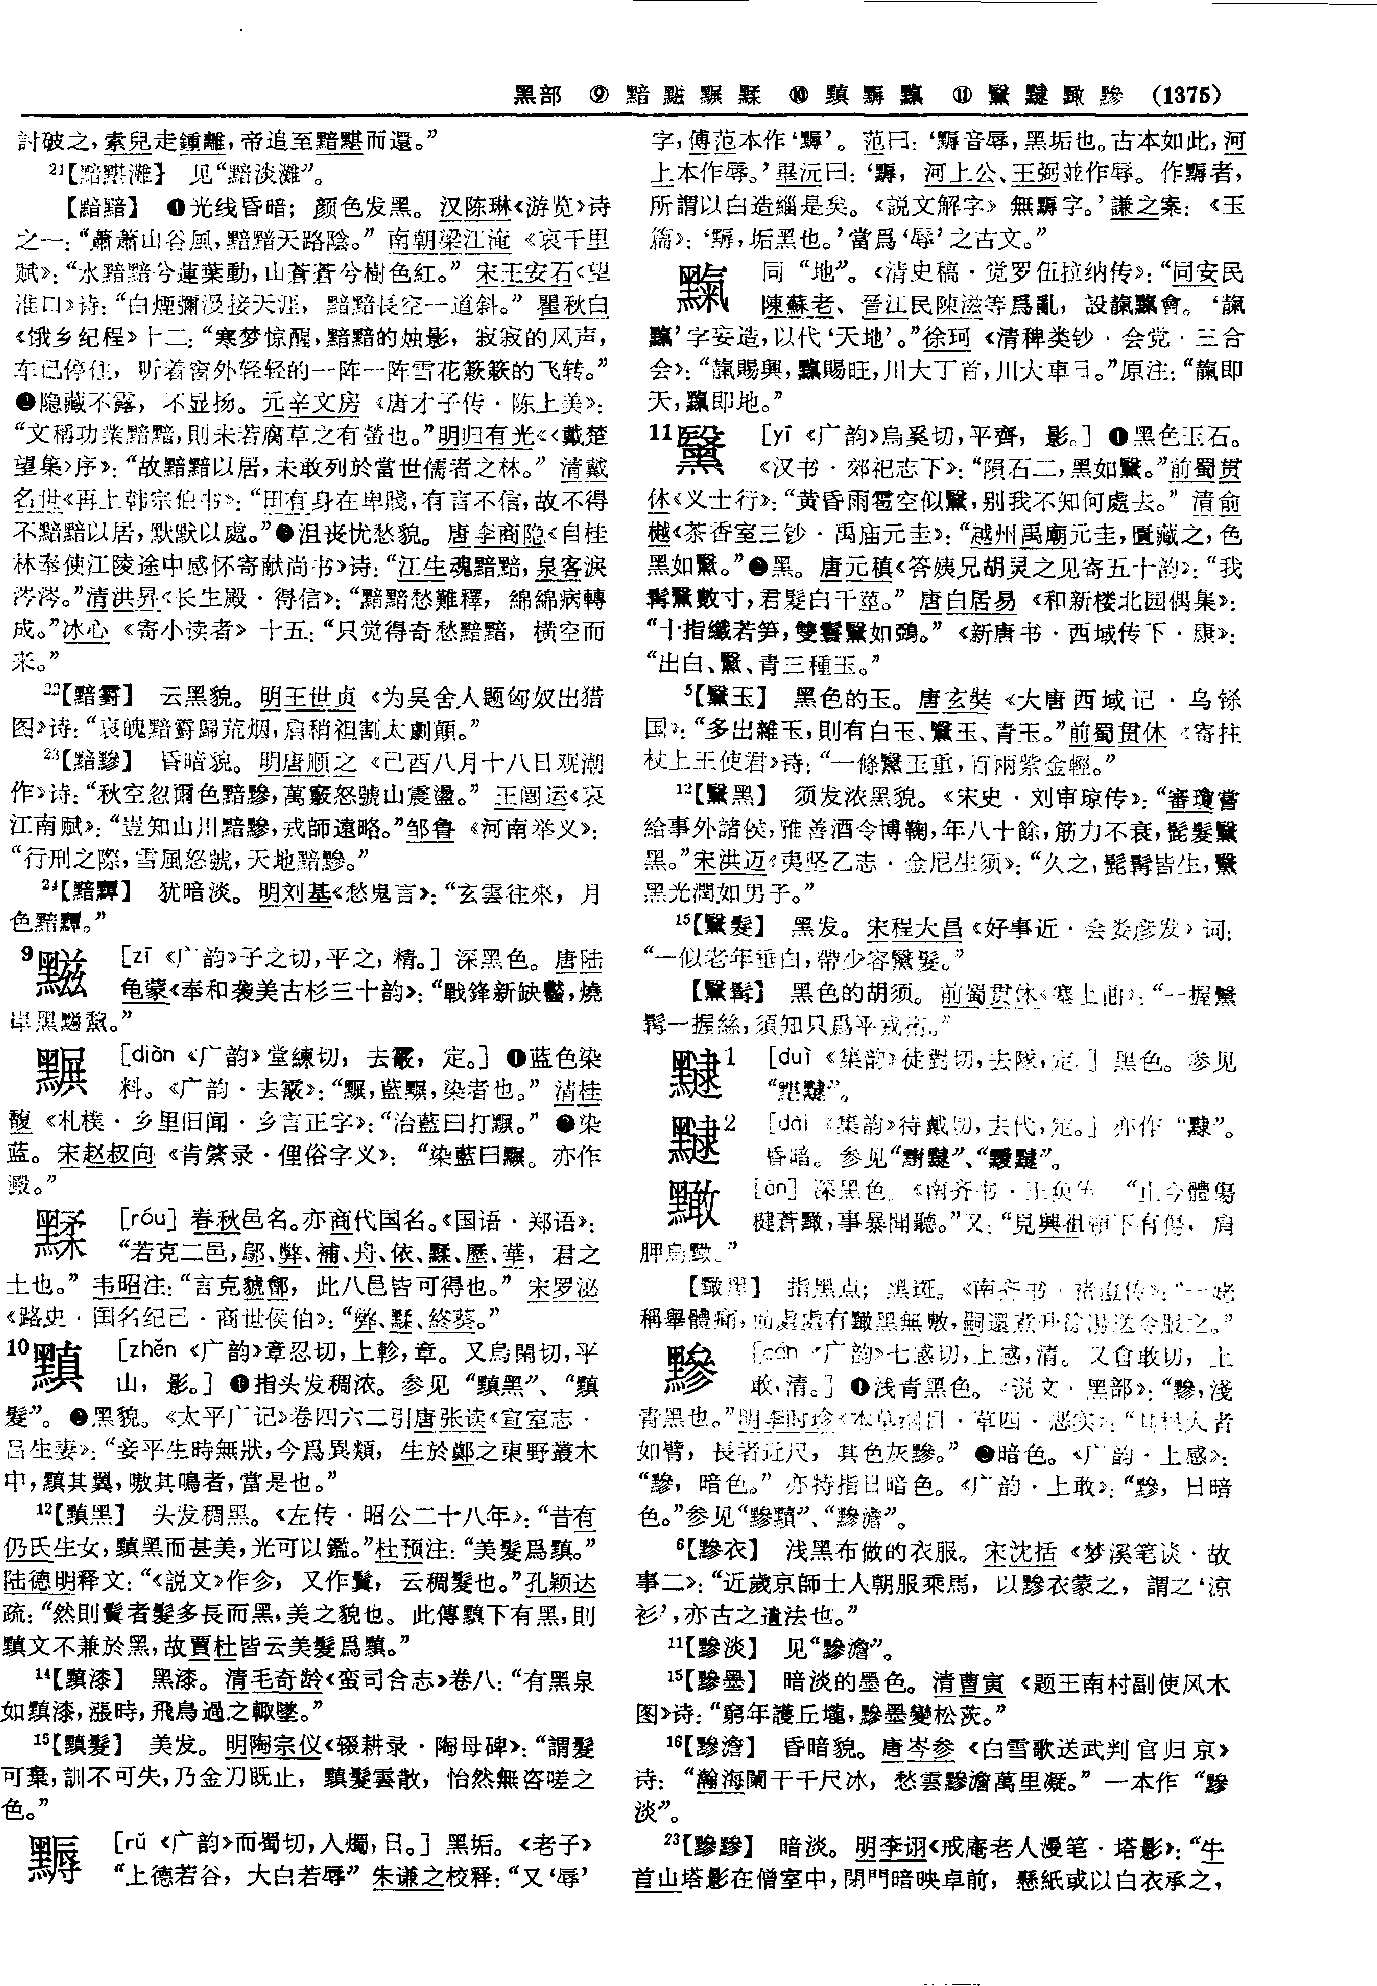 黑部 ⑨ 黯 黰 黬 ⑩ 黰 ⑪ 黳 黪 (1375)
討破之，索兒走鍾離，帝追至黯黮而還。”
²¹【黯黮灘】 见“黯淡灘”。
【黯黯】 ❶光线昏暗；颜色发黑。汉陈琳《游览》诗
之一：“蕭蕭山谷風，黯黯天路陰。” 南朝梁江淹《哀千里
赋》：“水黯黯兮蓮葉動，山蒼蒼兮樹色紅。” 宋王安石《望
淮口》诗：“白煙彌漫接天涯，黯黯長空一道斜。” 瞿秋白
《饿乡纪程》十二：“寒梦惊醒，黯黯的烛影，寂寂的风声，
车已停住，听着窗外轻轻的一阵一阵雪花簌簌的飞转。”
❷隐藏不露，不显扬。元辛文房《唐才子传·陈上美》：
“文稱功業黯黯，則未若腐草之有螢也。”明归有光《〈戴楚
望集〉序》：“故黯黯以居，未敢列於當世儒者之林。” 清戴
名世《再上韩宗伯书》：“田有身在卑賤，有言不信，故不得
不黯黯以居，默默以處。”❸沮丧忧愁貌。唐李商隐《自桂
林奉使江陵途中感怀寄献尚书》诗：“江生魂黯黯，泉客淚
涔涔。”清洪昇《长生殿·得信》：“黯黯愁難釋，綿綿病轉
成。”冰心《寄小读者》十五：“只觉得奇愁黯黯，横空而
来。”
²²【黯霨】 云黑貌。明王世贞《为吴舍人题匈奴出猎
图》诗：“哀魄黯霨歸荒烟，肩稍袒割太劇顛。”
²³【黯黪】 昏暗貌。明唐顺之《己酉八月十八日观潮
作》诗：“秋空忽爾色黯黲，萬竅怒號山震盪。” 王闿运《哀
江南赋》：“豈知山川黯黲，戎師遠略。”邹鲁《河南举义》：
“行刑之際，雪風怒號，天地黯黲。”
²⁴【黯黕】 犹暗淡。明刘基《愁鬼言》：“玄雲往來，月
色黯。”
9 [zī《广韵》子之切，平之，精。] 深黑色。唐陆
龟蒙《奉和袭美古杉三十韵》：“戰鋒新缺齾，燒
岸黑黰。”
[diàn《广韵》堂練切，去霰，定。] ❶蓝色染
料。《广韵·去霰》：“，藍，染者也。” 清桂
馥《札樸·乡里旧闻·乡言正字》：“治藍曰打。” ❷染
蓝。宋赵叔向《肯綮录·俚俗字义》：“染藍曰。亦作
澱。”
[róu] 春秋邑名。亦商代国名。《国语·郑语》：
“若克二邑，鄔、弊、補、舟、依、、歷、華，君之
土也。” 韦昭注：“言克虢鄶，此八邑皆可得也。” 宋罗泌
《路史·国名纪己·商世侯伯》：“弊、、終葵。”
10黰 [zhěn《广韵》章忍切，上軫，章。又烏閑切，平
山，影。] ❶指头发稠浓。参见“黰黑”、“黰
髮”。❷黑貌。《太平广记》卷四六二引唐张读《宣室志·
吕生妻》：“妾平生時無狀，今爲異類，生於鄭之東野叢木
中，黰其翼，嗷其鳴者，當是也。”
¹²【黰黑】 头发稠黑。《左传·昭公二十八年》：“昔有
仍氏生女，黰黑而甚美，光可以鑑。”杜预注：“美髮爲黰。”
陆德明释文：“《説文》作㐱，又作鬒，云稠髮也。”孔颖达
疏：“然則鬒者髮多長而黑，美之貌也。此傳黰下有黑，則
黰文不兼於黑，故賈杜皆云美髮爲黰。”
¹⁴【黰漆】 黑漆。清毛奇龄《蛮司合志》卷八：“有黑泉
如黰漆，漲時，飛鳥過之輒墜。”
¹⁵【黰髮】 美发。明陶宗仪《辍耕录·陶母碑》：“謂髮
可棄，訓不可失，乃金刀既止，黰髮雲散，怡然無咨嗟之
色。”
[rǔ《广韵》而蜀切，入燭，日。] 黑垢。《老子》
“上德若谷，大白若辱” 朱谦之校释：“又‘辱’
字，傅范本作‘’。范曰：‘音辱，黑垢也。古本如此，河
上本作辱。’畢沅曰：‘，河上公、王弼並作辱。作者，
所謂以白造緇是矣。《説文解字》無字。’謙之案：《玉
篇》：‘，垢黑也。’當爲‘辱’之古文。”
同“地”。《清史稿·觉罗伍拉纳传》：“同安民
陳蘇老、晉江民陳滋等爲亂，設會。‘
’字妄造，以代‘天地’。”徐珂《清稗类钞·会党·三合
会》：“賜興，賜旺，川大丁首，川大車日。”原注：“即
天，即地。”
11黳 [yī《广韵》烏奚切，平齊，影。] ❶黑色玉石。
《汉书·郊祀志下》：“隕石二，黑如黳。”前蜀贯
休《义士行》：“黄昏雨雹空似黳，别我不知何處去。” 清俞
樾《茶香室三钞·禹庙元圭》：“越州禹廟元圭，匱藏之，色
黑如黳。”❷黑。唐元稹《答姨兄胡灵之见寄五十韵》：“我
髯黳數寸，君髮白千莖。” 唐白居易《和新楼北园偶集》：
“十指纖若笋，雙鬟黳如鴉。”《新唐书·西域传下·康》：
“出白、黳、青三種玉。”
⁵【黳玉】 黑色的玉。唐玄奘《大唐西域记·乌铩
国》：“多出雜玉，則有白玉、黳玉、青玉。”前蜀贯休《寄拄
杖上王使君》诗：“一條黳玉重，百兩紫金輕。”
¹²【黳黑】 须发浓黑貌。《宋史·刘审琼传》：“審瓊嘗
給事外諸侯，雅善酒令博鞠，年八十餘，筋力不衰，髭髮黳
黑。”宋洪迈《夷坚乙志·金尼生须》：“久之，髭髯皆生，黳
黑光潤如男子。”
¹⁵【黳髮】 黑发。宋程大昌《好事近·会娄彦发》词：
“一似老年垂白，帶少容黳髮。”
【黳髯】 黑色的胡须。前蜀贯休《塞上曲》：“一握黳
髯一握絲，須知只爲平戎術。”
1 [duì《集韵》徒對切，去隊，定。] 黑色。参见
2 [dài《集韵》待戴切，去代，定。] 亦作“”。
昏暗。参见
[ǎn] 深黑色。《南齐书·王奂传》：“止今體傷
楗蒼，事暴聞聽。”又：“見興祖頸下有傷，肩
胛烏。”
【黑】 指黑点；黑斑。《南齐书·褚澄传》：“一姥
稱舉體痛，而處處有黑無數，嗣還煮升餘湯送令服之。”
黪 [cǎn《广韵》七感切，上感，清。又倉敢切，上
敢，清。] ❶浅青黑色。《说文·黑部》：“黲，淺
青黑也。”明李时珍《本草纲目·草四·恶实》：“其根大者
如臂，長者近尺，其色灰黲。” ❷暗色。《广韵·上感》：
“黲，暗色。”亦特指日暗色。《广韵·上敢》：“黲，日暗
色。”参见“黲黷”、“黲澹”。
⁶【黲衣】 浅黑布做的衣服。宋沈括《梦溪笔谈·故
事二》：“近歲京師士人朝服乘馬，以黲衣蒙之，謂之‘涼
衫’，亦古之遺法也。”
¹¹【黲淡】 见“黲澹”。
¹⁵【黲墨】 暗淡的墨色。清曹寅《题王南村副使风木
图》诗：“窮年護丘壠，黲墨變松茨。”
¹⁶【黲澹】 昏暗貌。唐岑参《白雪歌送武判官归京》
诗：“瀚海闌干千尺冰，愁雲黲澹萬里凝。” 一本作“黲
淡”。
²³【黲黲】 暗淡。明李诩《戒庵老人漫笔·塔影》：“牛
首山塔影在僧室中，閉門暗映卓前，懸紙或以白衣承之，